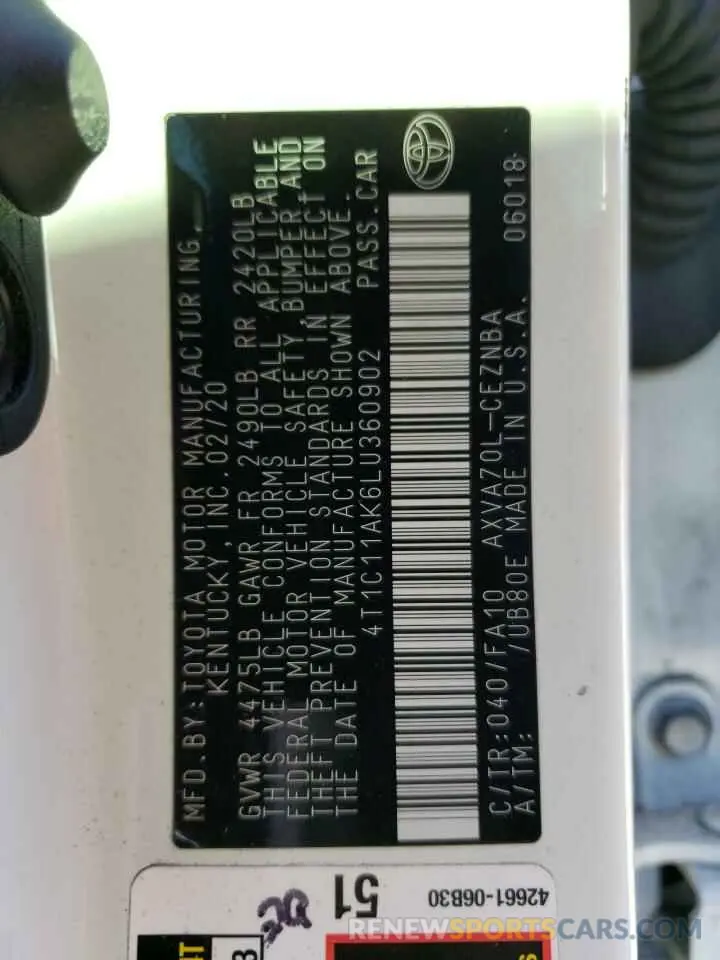 MFD.BY:TOYOTA MOTOR MANUFACTURING,
KENTUCKY, INC. 02/20
GVWR 4475LB GAWR FR 2490LB RR 2420LB
THIS VEHICLE CONFORMS TO ALL APPLICABLE
FEDERAL MOTOR VEHICLE SAFETY, BUMPER AND
THEFT PREVENTION STANDARDS IN EFFECT ON
THE DATE OF MANUFACTURE SHOWN ABOVE.
4T1C11AK6LU360902 PASS.CAR
C/TR:040/FA10 AXVA70L-CEZNBA 06018
A/TM: /UB80E MADE IN U.S.A.
51
42661-06B30
RENEWSPORTSCARS.COM